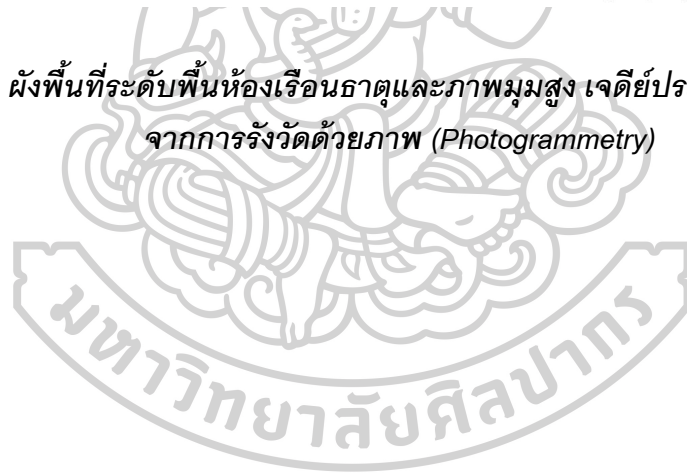 ผังพื้นที่ระดับพื้นห้องเรือนธาตุและภาพมุมสูง เจดีย์ปร
จากการรังวัดด้วยภาพ (Photogrammetry)
มหาวิทยาลัยศิลปากร